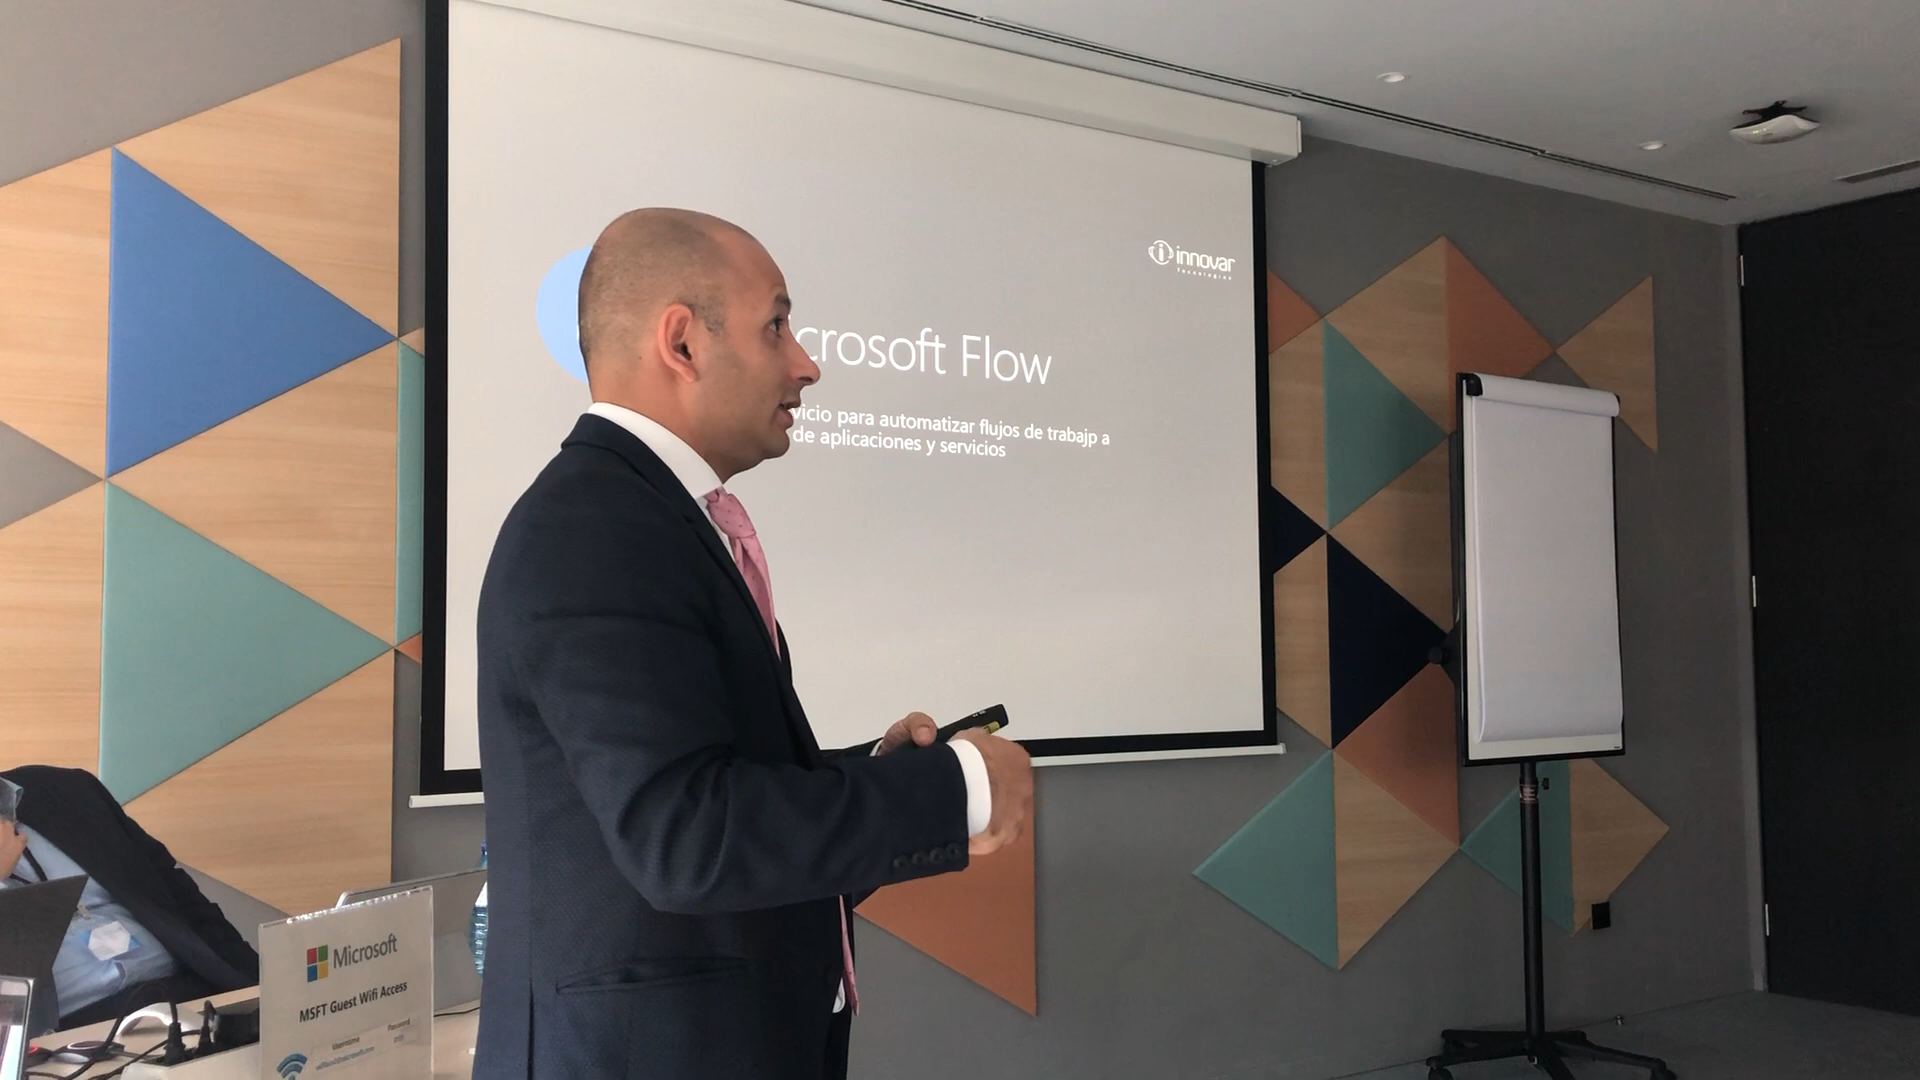 innovar
Tecnologías
crosoft Flow
vicio para automatizar flujos de trabajp a
de aplicaciones y servicios
Microsoft
MSFT Guest Wifi Access
Username
Password